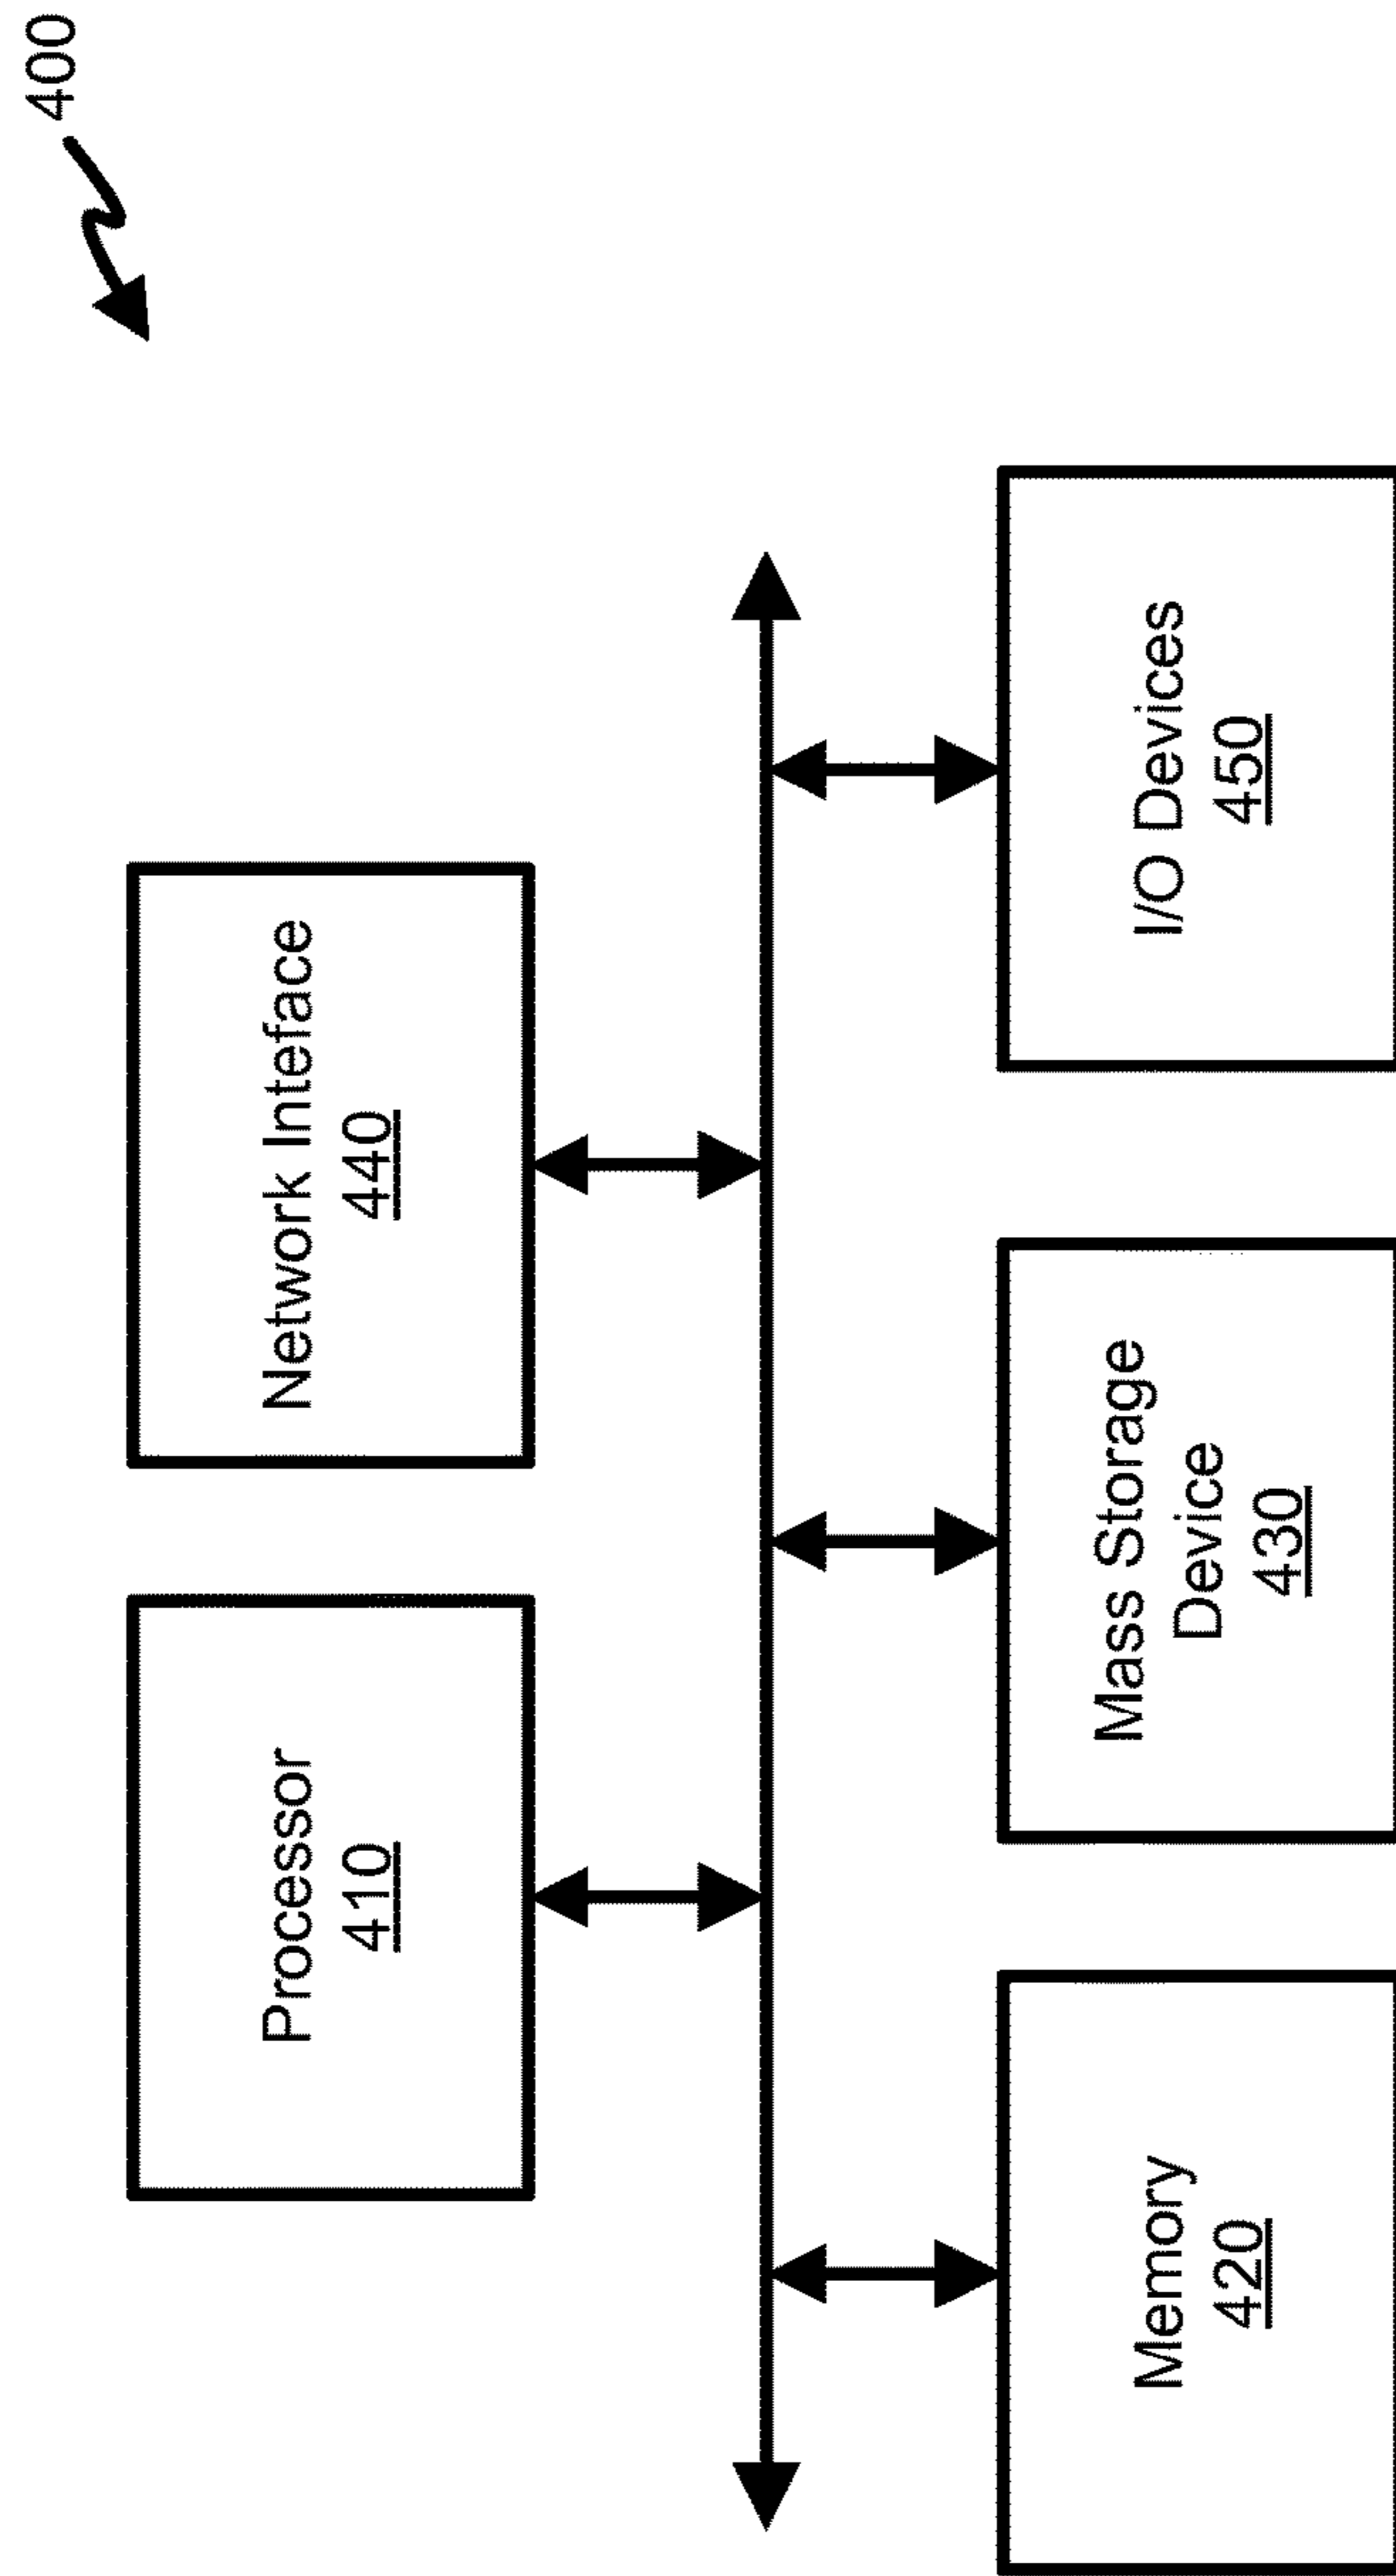 400
Processor
410
Network Inteface
440
Memory
420
Mass Storage
Device
430
I/O Devices
450